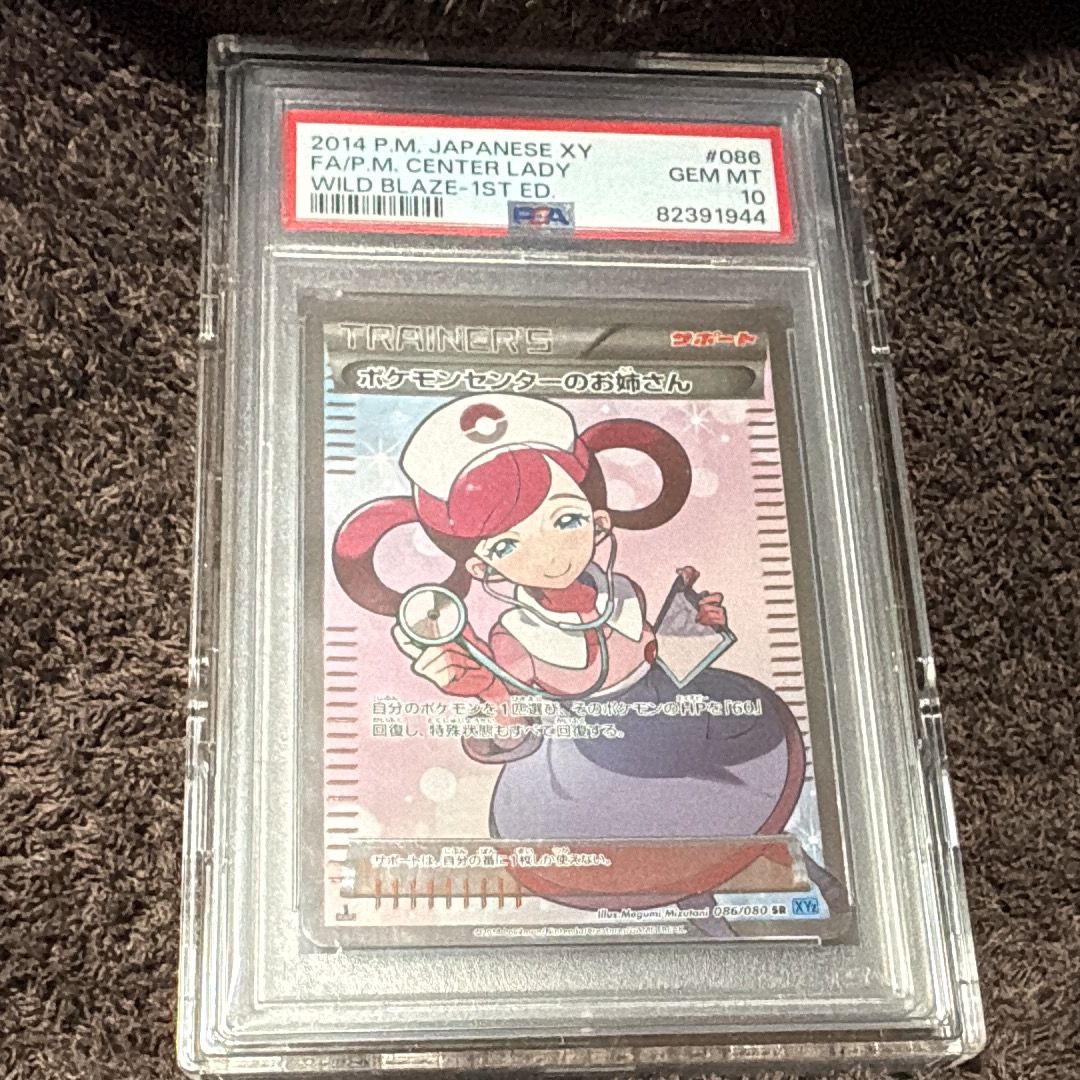 2014 P.M. JAPANESE XY #086
FA/P.M. CENTER LADY GEM MT
WILD BLAZE-1ST ED. 10
PSA 82391944
TRAINER'S サポート
ポケモンセンターのお姉さん
自分のポケモンを1匹選び、そのポケモンのHPを「60」
回復し、特殊状態もすべて回復する。
サポートは、自分の番に1枚しか使えない。
Illus. Megumi Mizutani 086/080 SR XY2